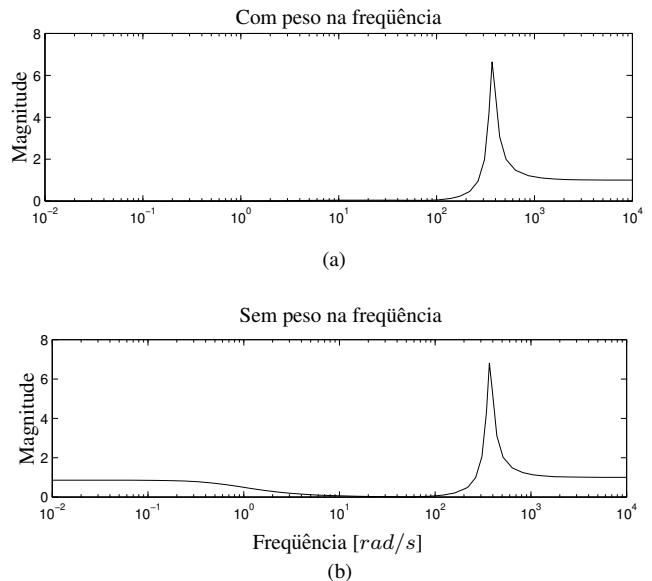 Com peso na freqüência
8
6
4
2
0
Magnitude
10^-2 10^-1 10^0 10^1 10^2 10^3 10^4
(a)
Sem peso na freqüência
8
6
4
2
0
Magnitude
10^-2 10^-1 10^0 10^1 10^2 10^3 10^4
Freqüência [rad/s]
(b)